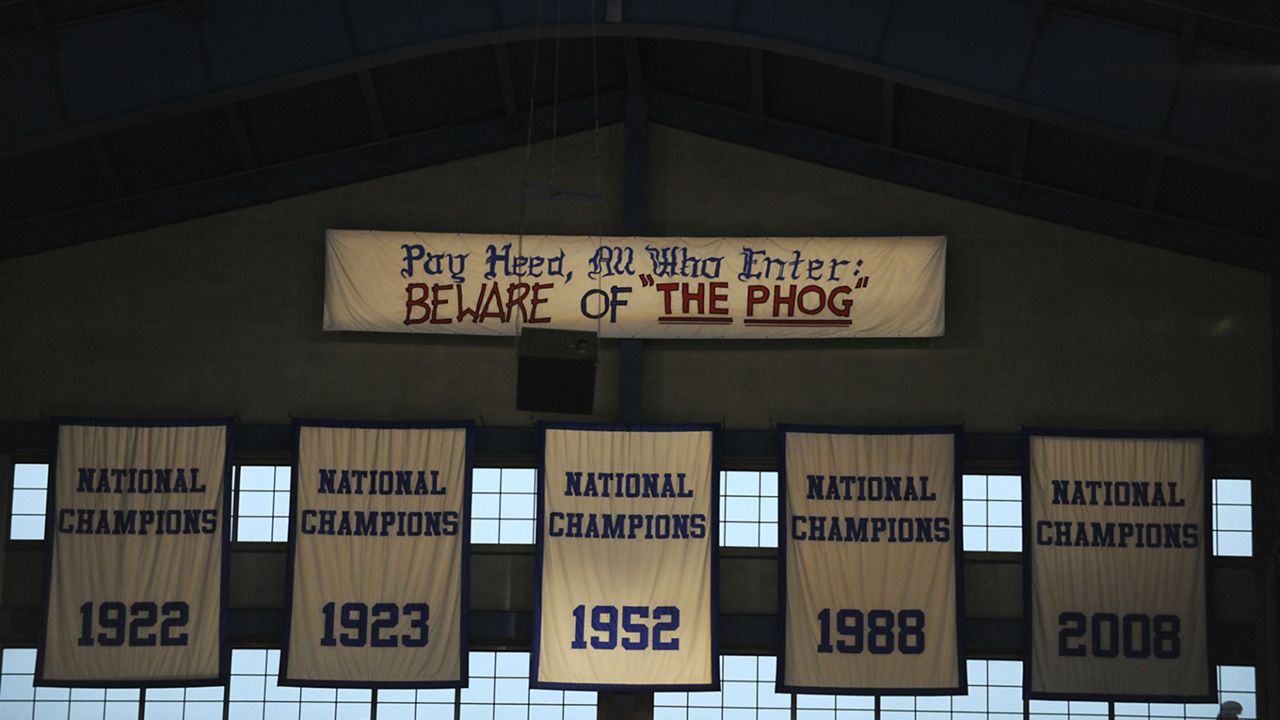 Pay Heed, All Who Enter:
BEWARE OF "THE PHOG"
NATIONAL
CHAMPIONS
1922
NATIONAL
CHAMPIONS
1923
NATIONAL
CHAMPIONS
1952
NATIONAL
CHAMPIONS
1988
NATIONAL
CHAMPIONS
2008